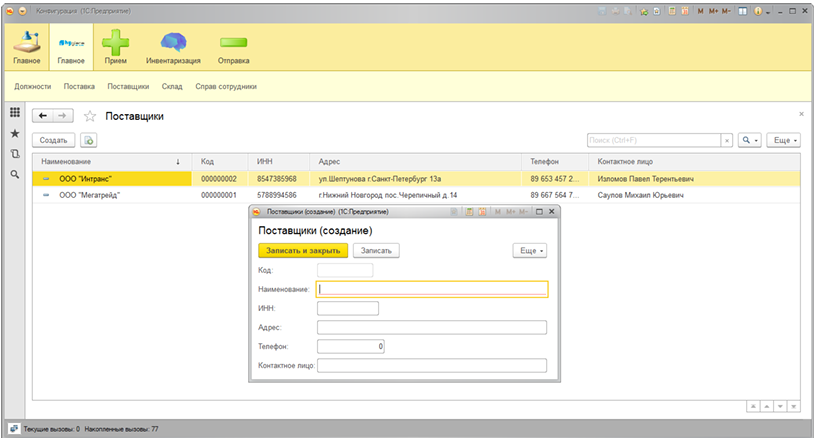 Конфигурация (1С:Предприятие)
M M+ M-
Главное Главное Прием Инвентаризация Отправка
Должности Поставка Поставщики Склад Справ сотрудники
Поставщики
Создать Поиск (Ctrl+F) × Еще
Наименование ↓ Код ИНН Адрес Телефон Контактное лицо
ООО "Интранс" 000000002 8547385968 ул.Шептунова г.Санкт-Петербург 13а 89 653 457 2... Изломов Павел Терентьевич
ООО "Мегатрейд" 000000001 5788994586 г.Нижний Новгород пос.Черепичный д.14 89 667 564 7... Саупов Михаил Юрьевич
Поставщики (создание) (1С:Предприятие) M M+ M-
Поставщики (создание)
Записать и закрыть Записать Еще
Код:
Наименование:
ИНН:
Адрес:
Телефон: 0
Контактное лицо:
Текущие вызовы: 0 Накопленные вызовы: 77